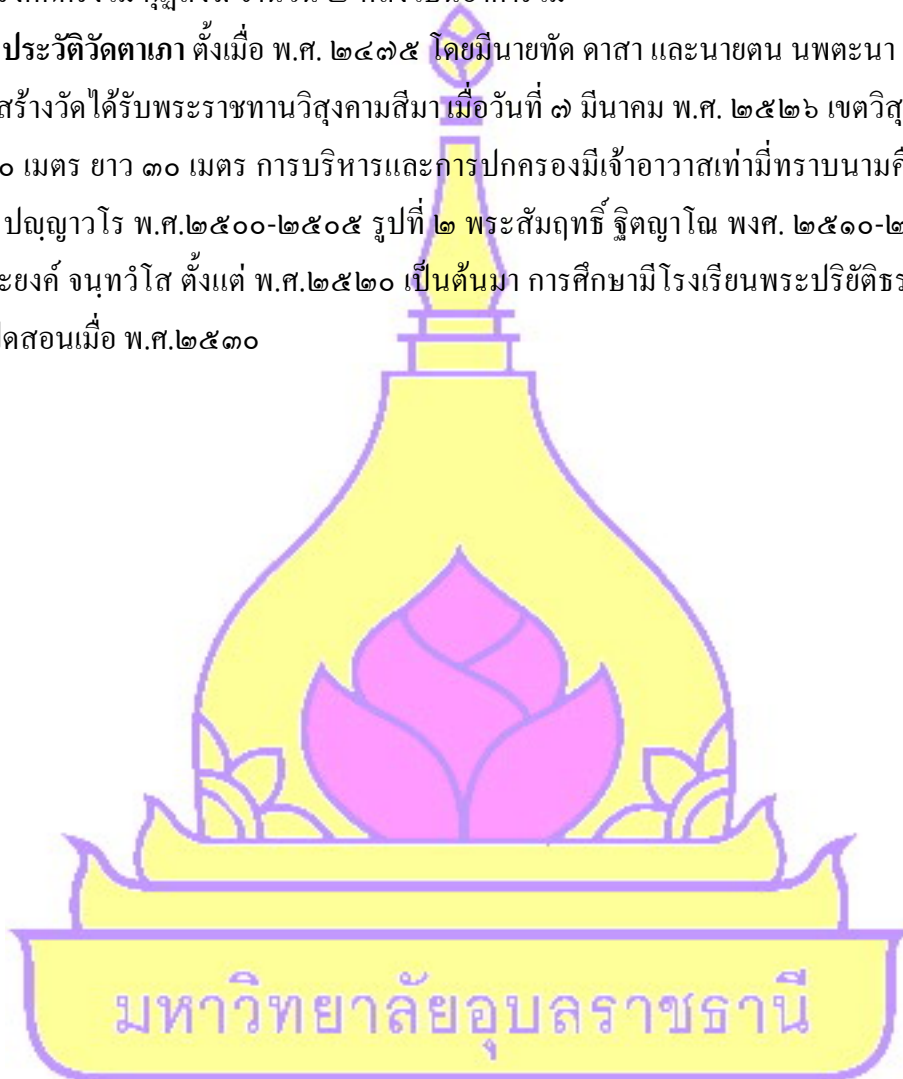 ประวัติวัดตาเภา ตั้งเมื่อ พ.ศ. ๒๔๗๕ โดยมีนายทัค คาสา และนายตน นพตะนา
สร้างวัดได้รับพระราชทานวิสุงคามสีมา เมื่อวันที่ ๗ มีนาคม พ.ศ. ๒๕๒๖ เขตวิสุ
๐ เมตร ยาว ๓๐ เมตร การบริหารและการปกครองมีเจ้าอาวาสเท่ามี่ทราบนามคื
ปญฺญาวโร พ.ศ.๒๕๐๐-๒๕๐๕ รูปที่ ๒ พระสัมฤทธิ์ ฐิตญาโณ พงศ. ๒๕๑๐-๒
ะยงค์ จนฺทวํโส ตั้งแต่ พ.ศ.๒๕๒๐ เป็นต้นมา การศึกษามีโรงเรียนพระปริยัติธร
ดสอนเมื่อ พ.ศ.๒๕๓๐
มหาวิทยาลัยอุบลราชธานี